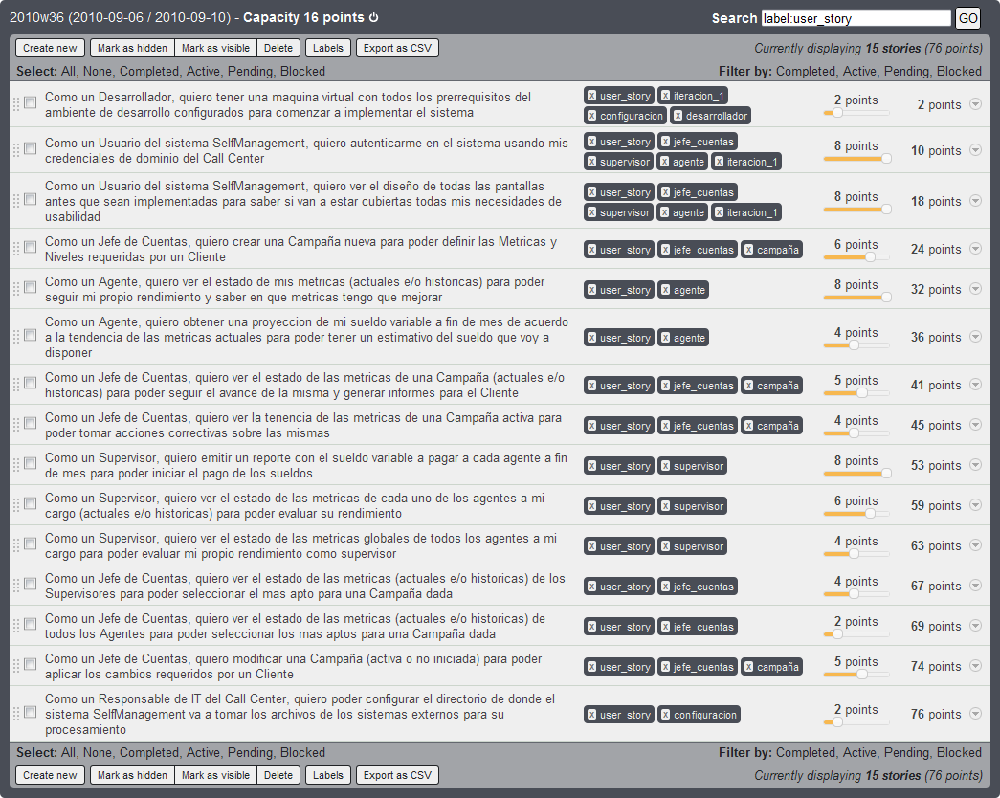 2010w36 (2010-09-06 / 2010-09-10) - Capacity 16 points
Search label:user_story GO
Create new Mark as hidden Mark as visible Delete Labels Export as CSV
Currently displaying 15 stories (76 points)
Select: All, None, Completed, Active, Pending, Blocked
Filter by: Completed, Active, Pending, Blocked
Como un Desarrollador, quiero tener una maquina virtual con todos los prerrequisitos del
ambiente de desarrollo configurados para comenzar a implementar el sistema
x user_story x iteracion_1
x configuracion x desarrollador
2 points
2 points
Como un Usuario del sistema SelfManagement, quiero autenticarme en el sistema usando mis
credenciales de dominio del Call Center
x user_story x jefe_cuentas
x supervisor x agente x iteracion_1
8 points
10 points
Como un Usuario del sistema SelfManagement, quiero ver el diseño de todas las pantallas
antes que sean implementadas para saber si van a estar cubiertas todas mis necesidades de
usabilidad
x user_story x jefe_cuentas
x supervisor x agente x iteracion_1
8 points
18 points
Como un Jefe de Cuentas, quiero crear una Campaña nueva para poder definir las Metricas y
Niveles requeridas por un Cliente
x user_story x jefe_cuentas x campaña
6 points
24 points
Como un Agente, quiero ver el estado de mis metricas (actuales e/o historicas) para poder
seguir mi propio rendimiento y saber en que metricas tengo que mejorar
x user_story x agente
8 points
32 points
Como un Agente, quiero obtener una proyeccion de mi sueldo variable a fin de mes de acuerdo
a la tendencia de las metricas actuales para poder tener un estimativo del sueldo que voy a
disponer
x user_story x agente
4 points
36 points
Como un Jefe de Cuentas, quiero ver el estado de las metricas de una Campaña (actuales e/o
historicas) para poder seguir el avance de la misma y generar informes para el Cliente
x user_story x jefe_cuentas x campaña
5 points
41 points
Como un Jefe de Cuentas, quiero ver la tenencia de las metricas de una Campaña activa para
poder tomar acciones correctivas sobre las mismas
x user_story x jefe_cuentas x campaña
4 points
45 points
Como un Supervisor, quiero emitir un reporte con el sueldo variable a pagar a cada agente a fin
de mes para poder iniciar el pago de los sueldos
x user_story x supervisor
8 points
53 points
Como un Supervisor, quiero ver el estado de las metricas de cada uno de los agentes a mi
cargo (actuales e/o historicas) para poder evaluar su rendimiento
x user_story x supervisor
6 points
59 points
Como un Supervisor, quiero ver el estado de las metricas globales de todos los agentes a mi
cargo para poder evaluar mi propio rendimiento como supervisor
x user_story x supervisor
4 points
63 points
Como un Jefe de Cuentas, quiero ver el estado de las metricas (actuales e/o historicas) de los
Supervisores para poder seleccionar el mas apto para una Campaña dada
x user_story x jefe_cuentas
4 points
67 points
Como un Jefe de Cuentas, quiero ver el estado de las metricas (actuales e/o historicas) de
todos los Agentes para poder seleccionar los mas aptos para una Campaña dada
x user_story x jefe_cuentas
2 points
69 points
Como un Jefe de Cuentas, quiero modificar una Campaña (activa o no iniciada) para poder
aplicar los cambios requeridos por un Cliente
x user_story x jefe_cuentas x campaña
5 points
74 points
Como un Responsable de IT del Call Center, quiero poder configurar el directorio de donde el
sistema SelfManagement va a tomar los archivos de los sistemas externos para su
procesamiento
x user_story x configuracion
2 points
76 points
Select: All, None, Completed, Active, Pending, Blocked
Filter by: Completed, Active, Pending, Blocked
Create new Mark as hidden Mark as visible Delete Labels Export as CSV
Currently displaying 15 stories (76 points)